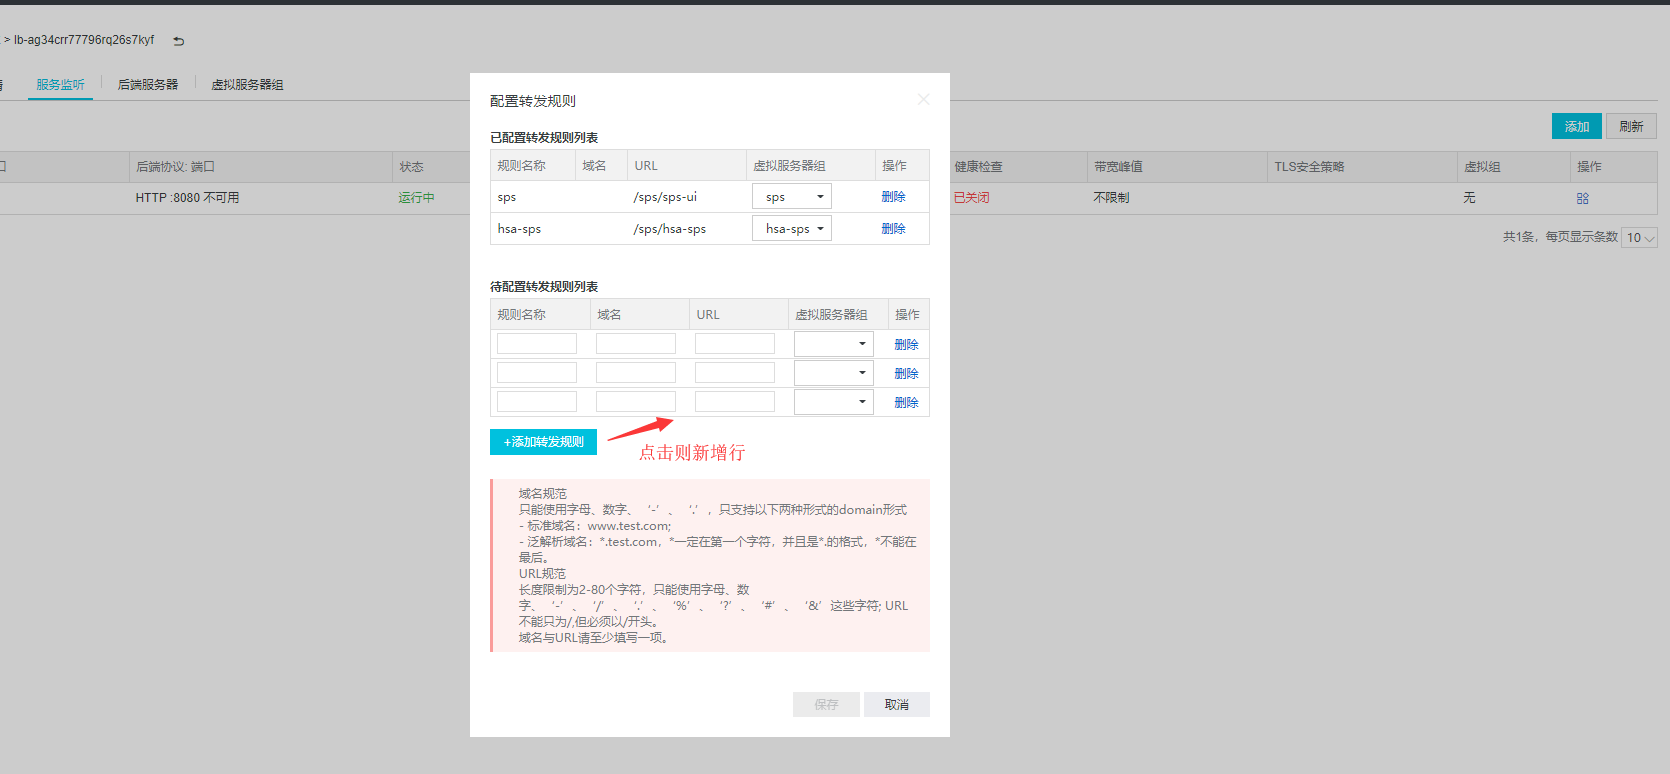 > lb-ag34crr77796rq26s7kyf
服务监听 后端服务器 虚拟服务器组
添加 刷新
后端协议: 端口 状态 健康检查 带宽峰值 TLS安全策略 虚拟组 操作
HTTP :8080 不可用 运行中 已关闭 不限制 无
共1条, 每页显示条数 10
配置转发规则
已配置转发规则列表
规则名称 域名 URL 虚拟服务器组 操作
sps /sps/sps-ui sps 删除
hsa-sps /sps/hsa-sps hsa-sps 删除
待配置转发规则列表
规则名称 域名 URL 虚拟服务器组 操作
删除
删除
删除
+添加转发规则
点击则新增行
域名规范
只能使用字母、数字、‘-’、‘.’，只支持以下两种形式的domain形式
- 标准域名：www.test.com;
- 泛解析域名：*.test.com，*一定在第一个字符，并且是*.的格式，*不能在
最后。
URL规范
长度限制为2-80个字符，只能使用字母、数
字、‘-’、‘/’、‘.’、‘%’、‘?’、‘#’、‘&’这些字符; URL
不能只为/,但必须以/开头。
域名与URL请至少填写一项。
保存 取消